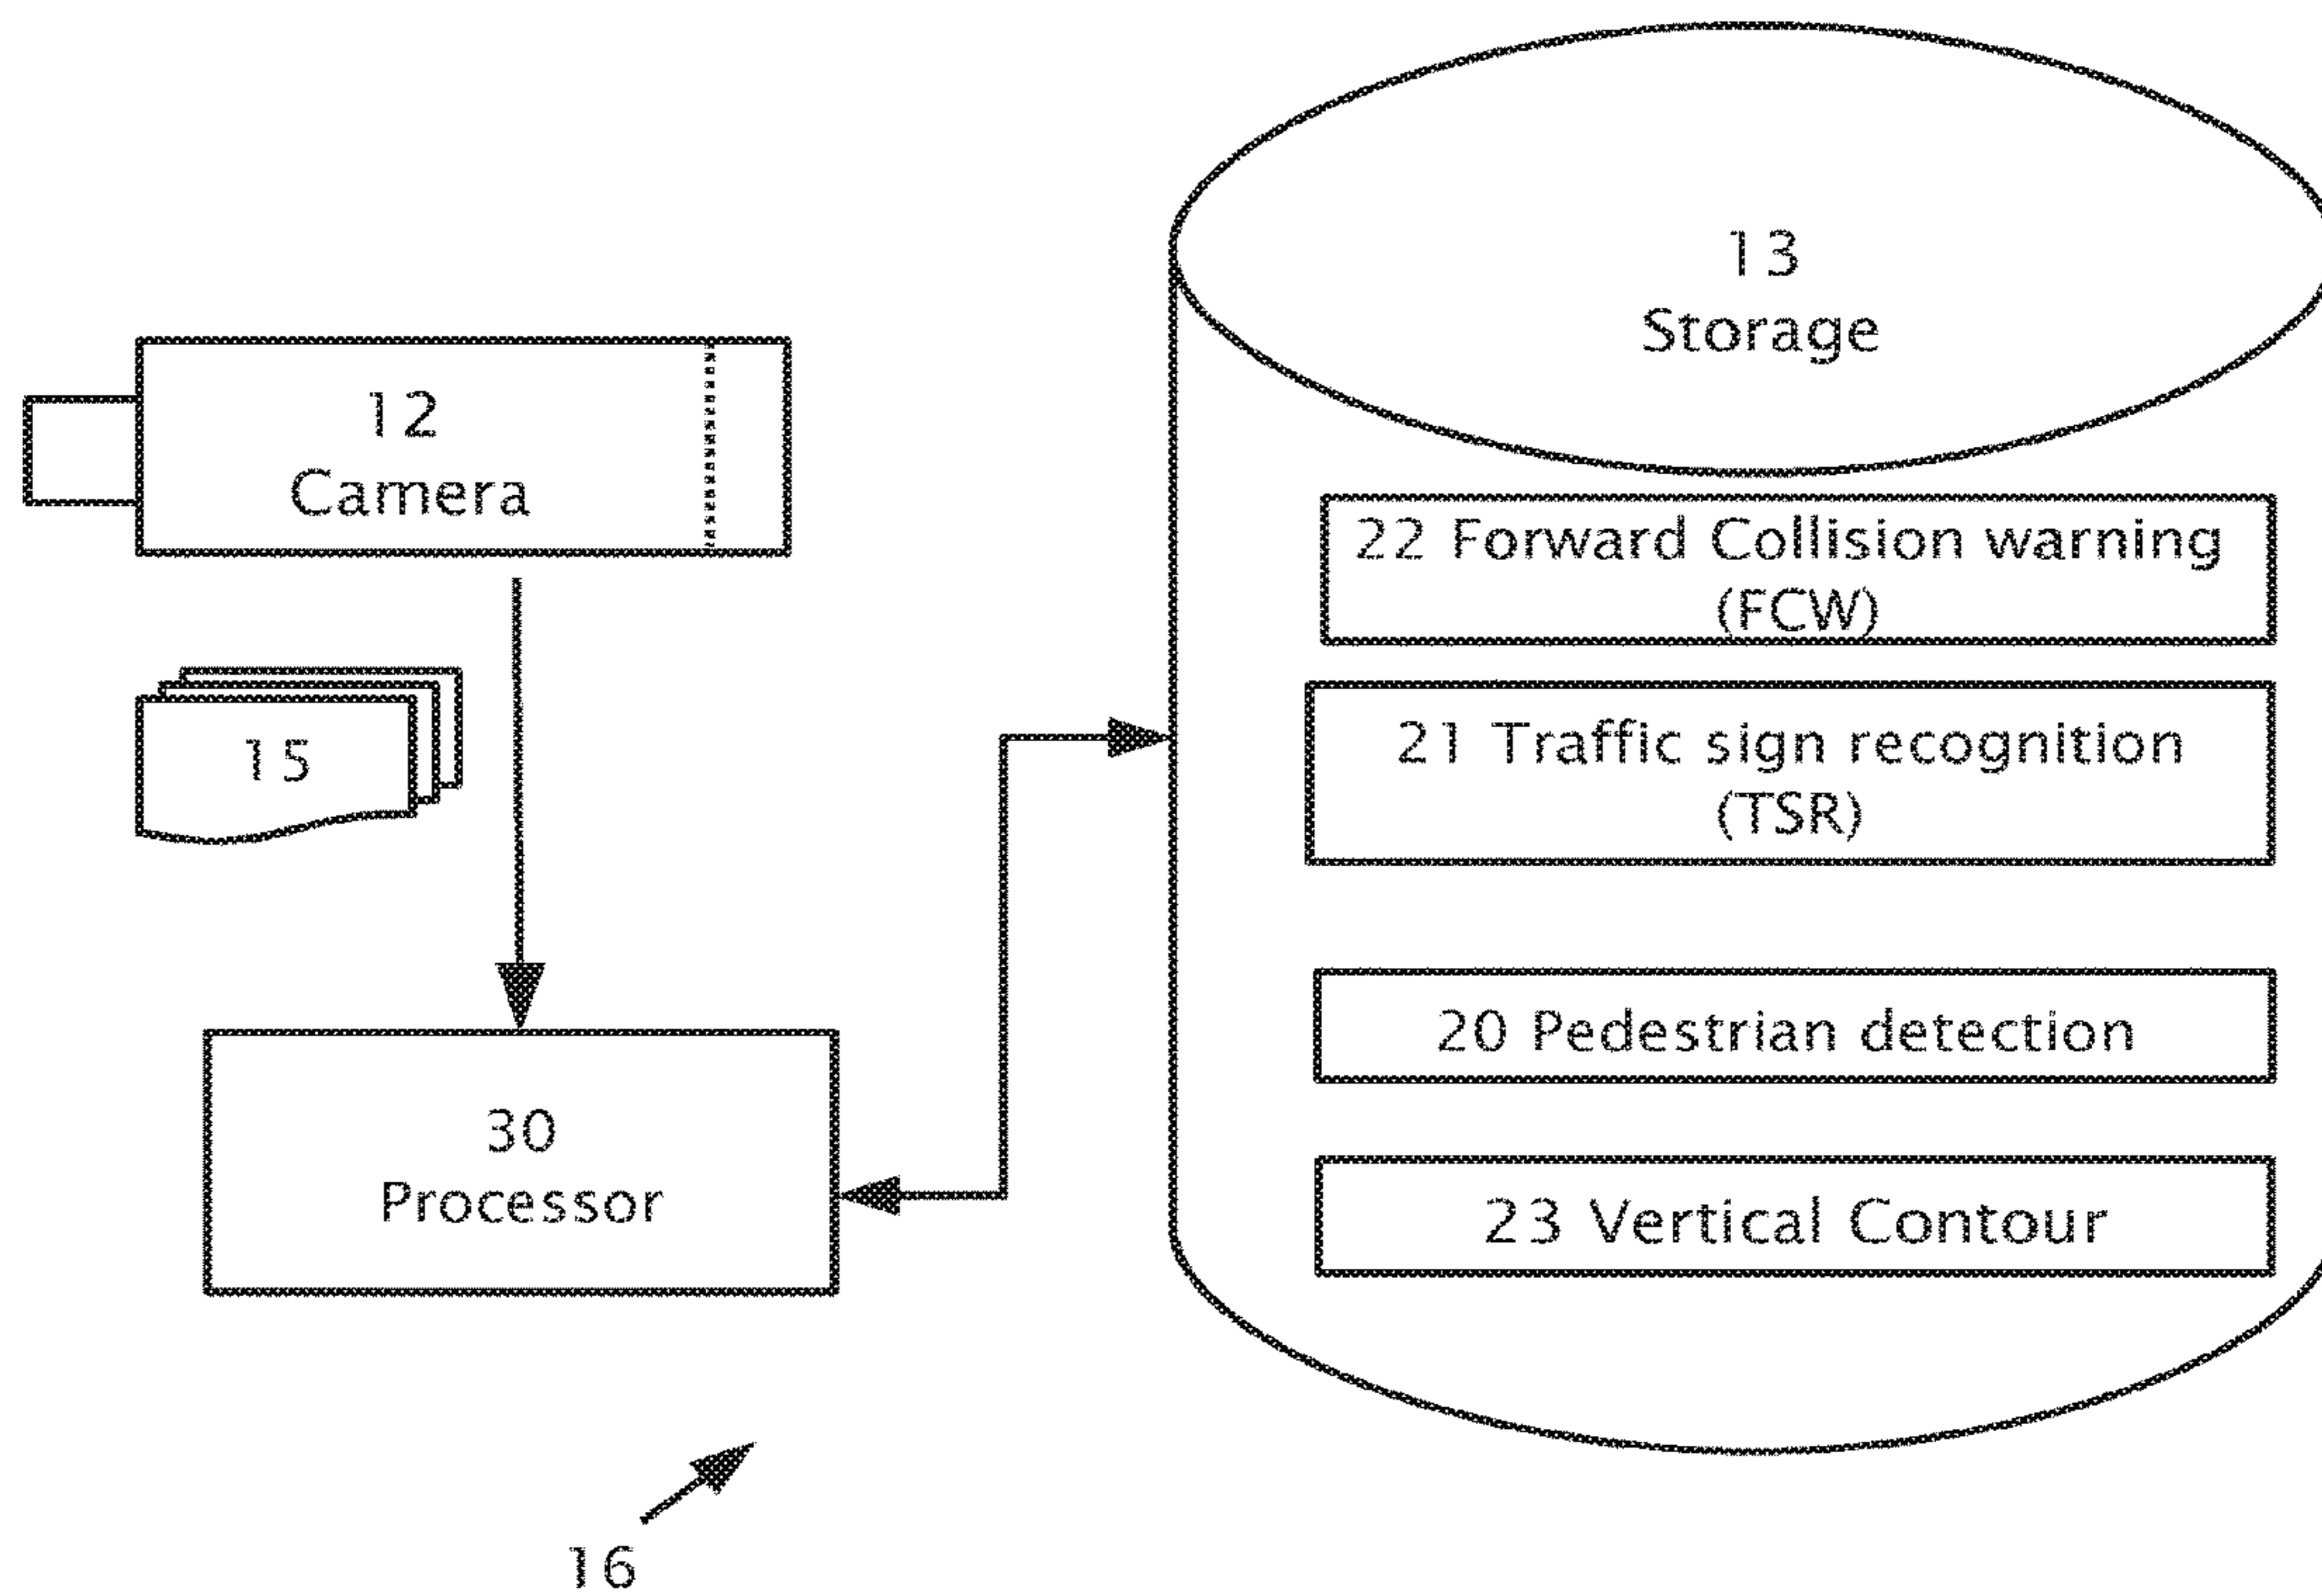 13
Storage
12
Camera
22 Forward Collision warning
(FCW)
21 Traffic sign recognition
(TSR)
15
20 Pedestrian detection
30
Processor
23 Vertical Contour
16